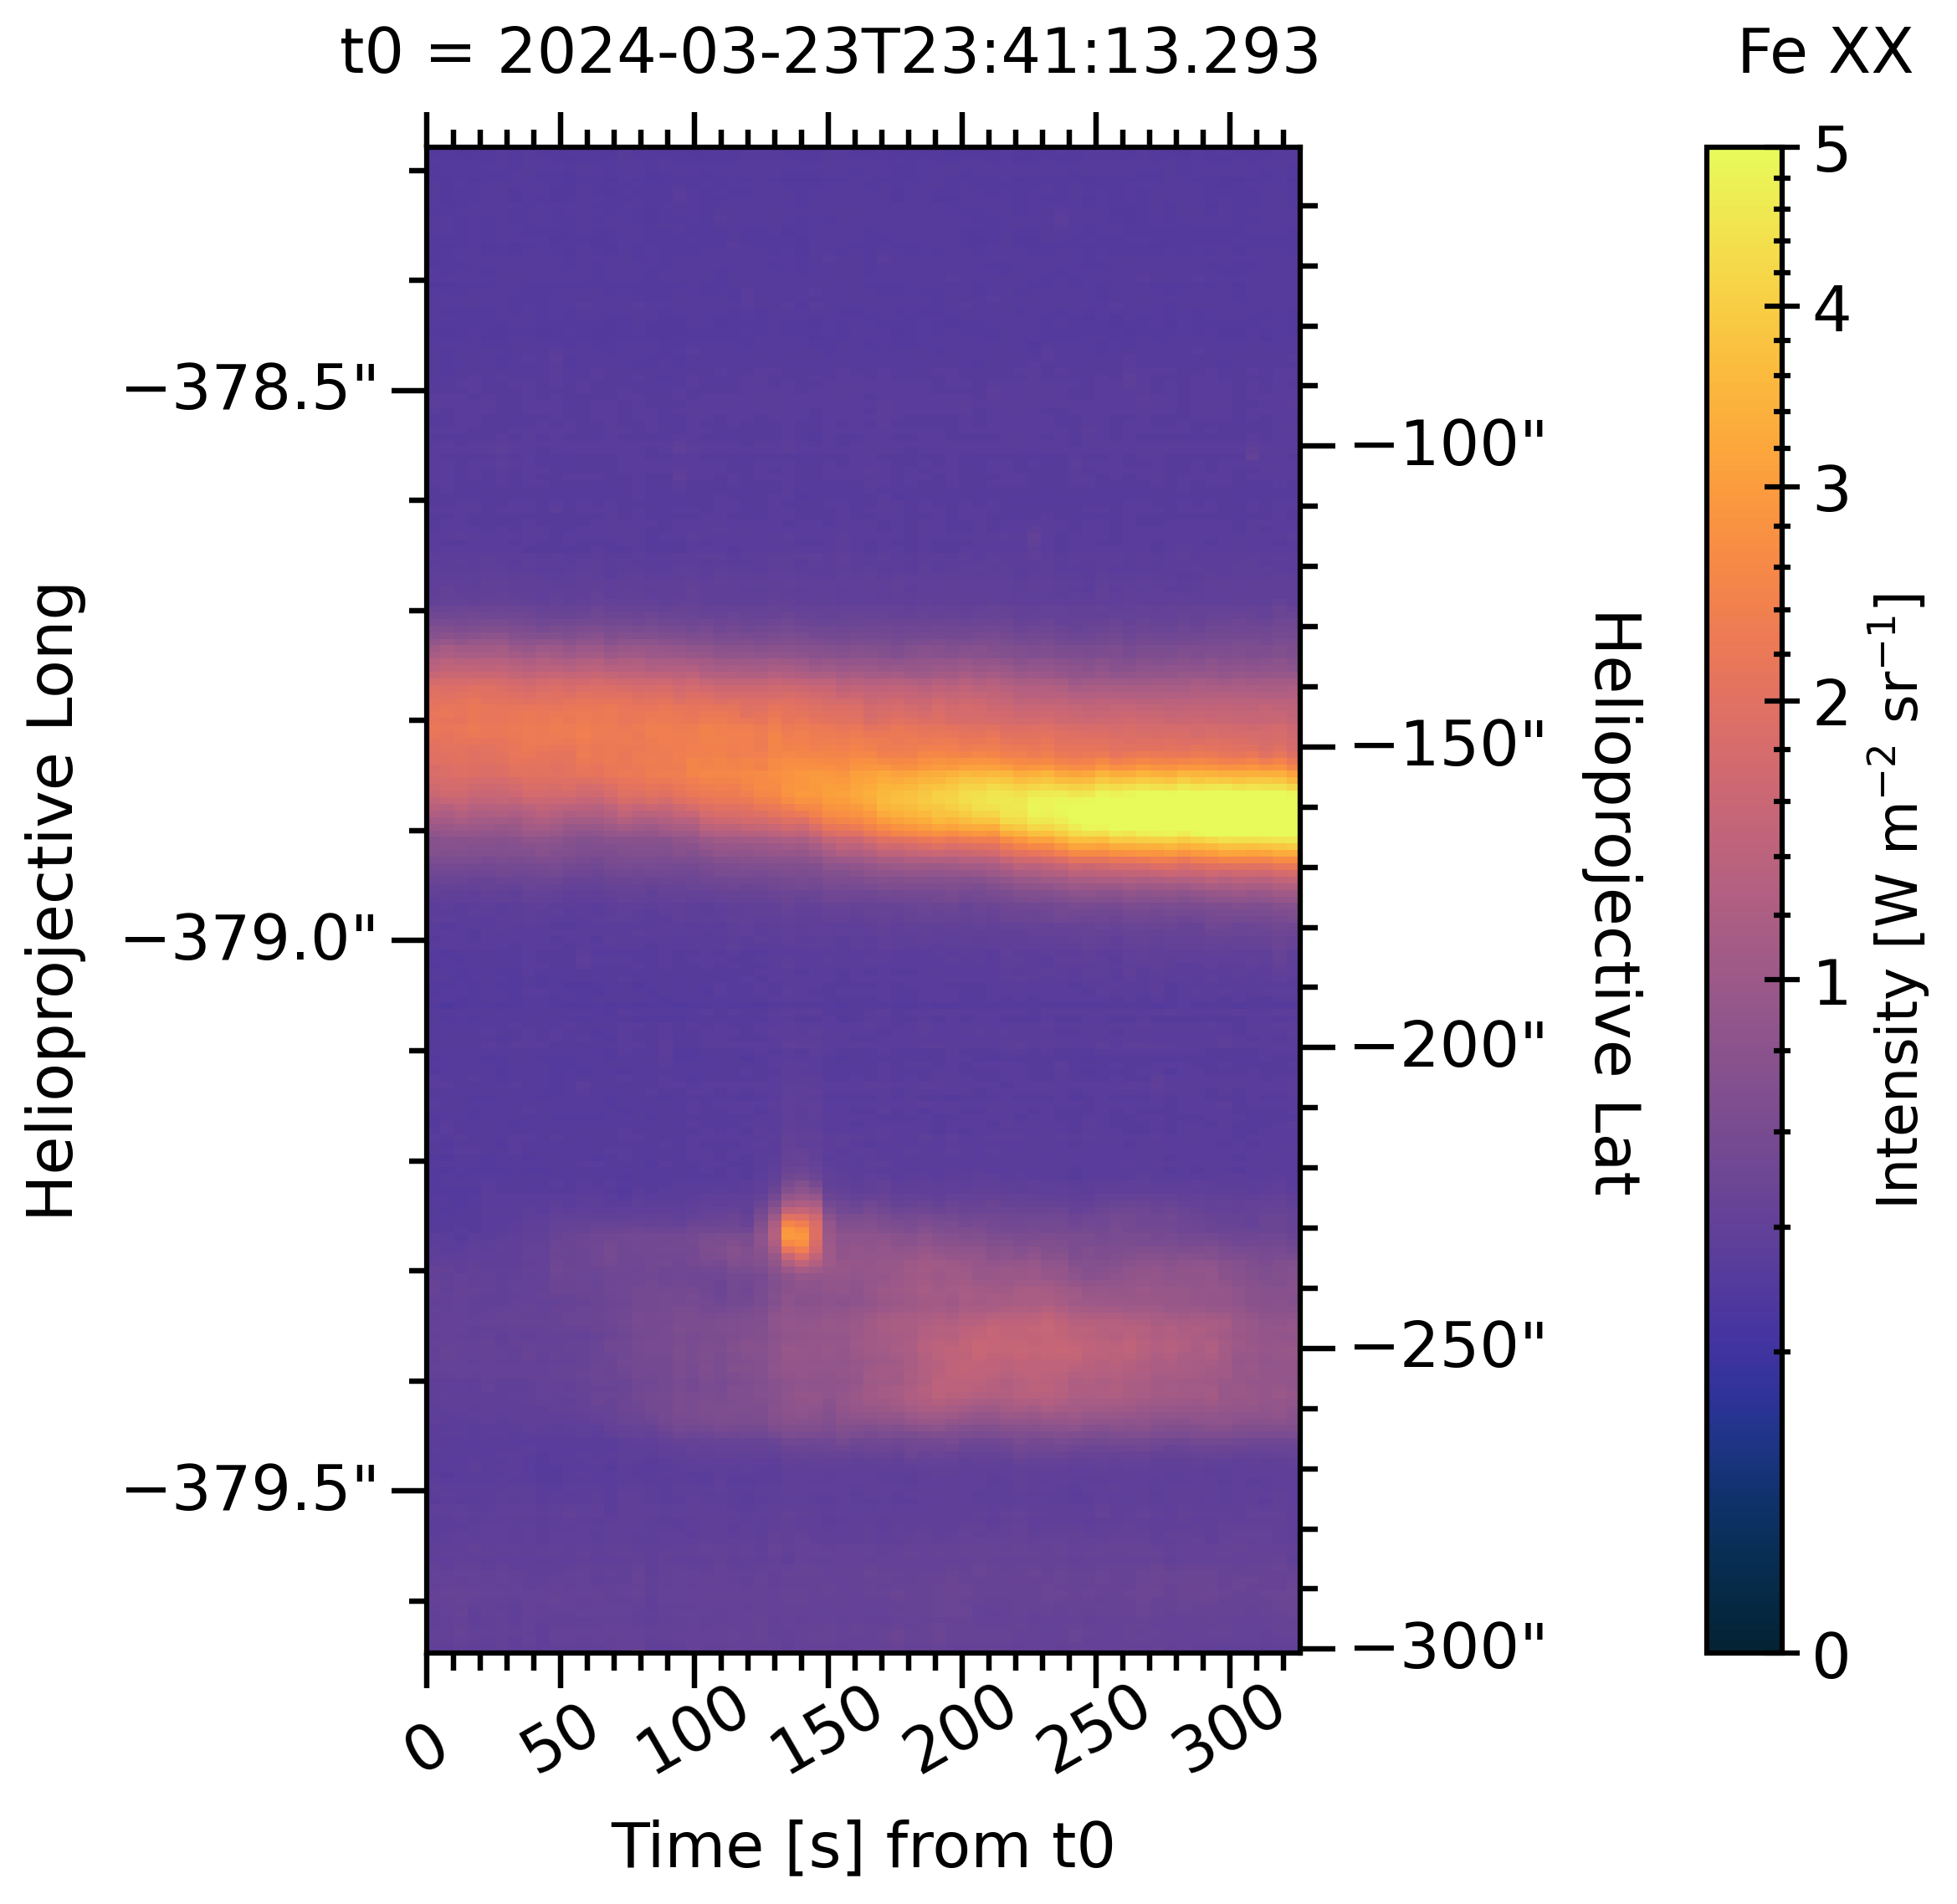 t0 = 2024-03-23T23:41:13.293
Fe XX
Helioprojective Long
−378.5"
−379.0"
−379.5"
−100"
−150"
−200"
−250"
−300"
Helioprojective Lat
5
4
3
2
1
0
Intensity [W m⁻² sr⁻¹]
0 50 100 150 200 250 300
Time [s] from t0